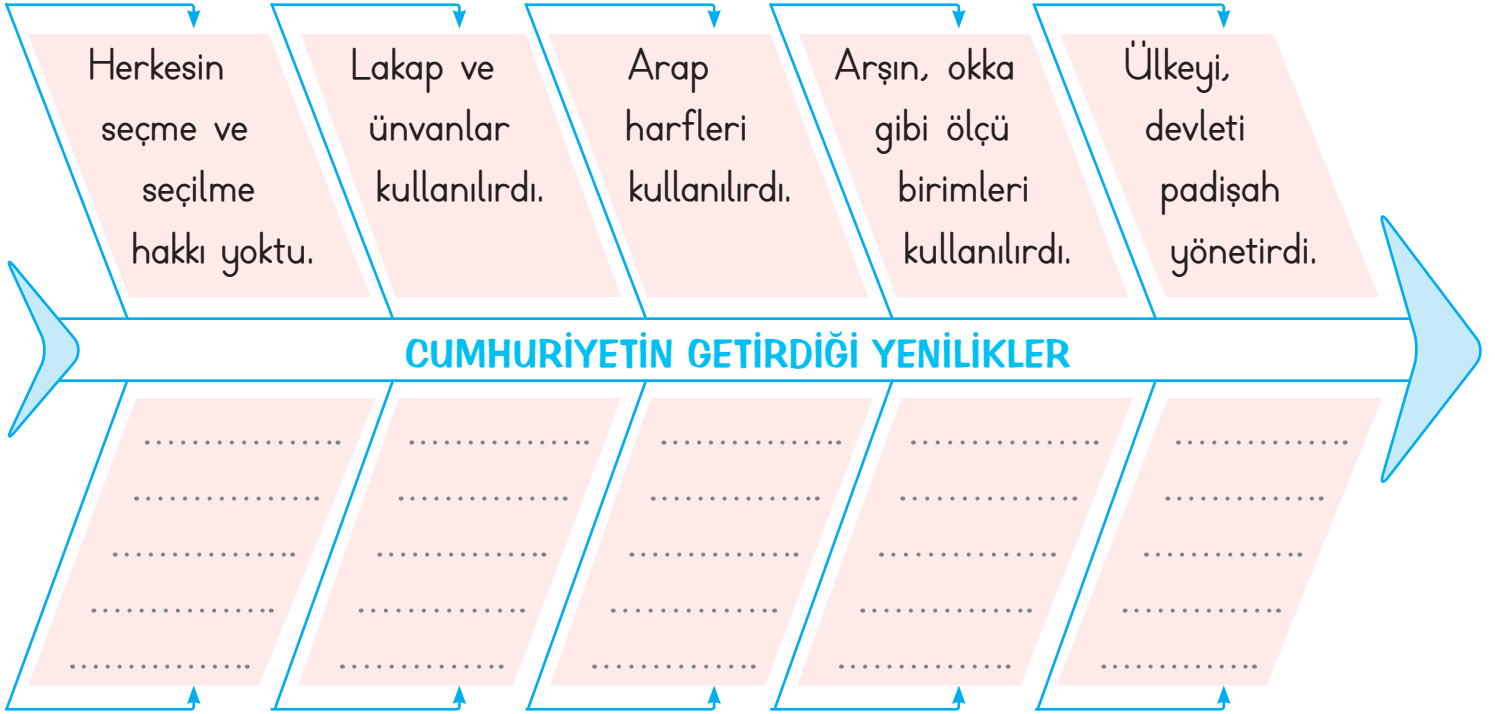 Herkesin
seçme ve
seçilme
hakkı yoktu.
Lakap ve
ünvanlar
kullanılırdı.
Arap
harfleri
kullanılırdı.
Arşın, okka
gibi ölçü
birimleri
kullanılırdı.
Ülkeyi,
devleti
padişah
yönetirdi.
CUMHURİYETİN GETİRDİĞİ YENİLİKLER